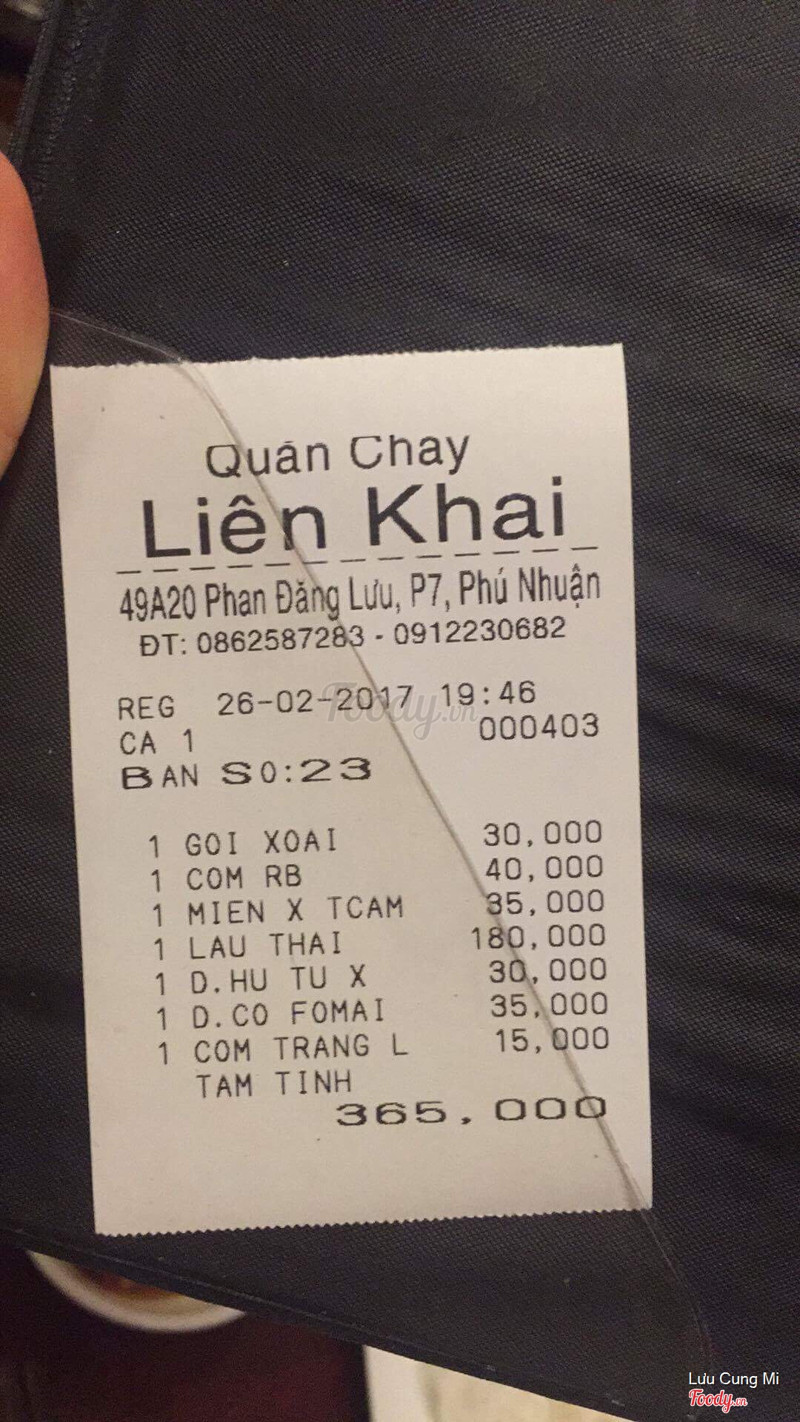 Quán Chay
Liên Khai
49A20 Phan Đăng Lưu, P7, Phú Nhuận
ĐT: 0862587283 - 0912230682
REG 26-02-2017 19:46
CA 1 000403
BAN SO:23
1 GOI XOAI 30,000
1 COM RB 40,000
1 MIEN X TCAM 35,000
1 LAU THAI 180,000
1 D.HU TU X 30,000
1 D.CO FOMAI 35,000
1 COM TRANG L 15,000
TAM TINH
365,000
Foody.vn
Lưu Cung Mi
Foody.vn